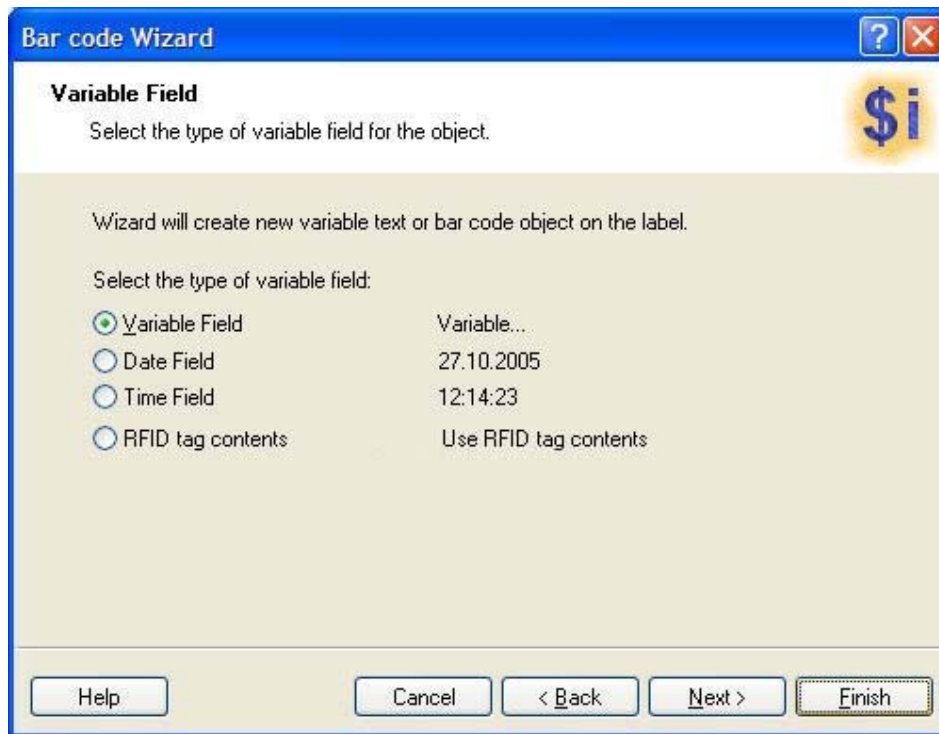 Bar code Wizard
?
Variable Field
Select the type of variable field for the object.
$i
Wizard will create new variable text or bar code object on the label.
Select the type of variable field:
Variable Field Variable...
Date Field 27.10.2005
Time Field 12:14:23
RFID tag contents Use RFID tag contents
Help Cancel < Back Next > Finish